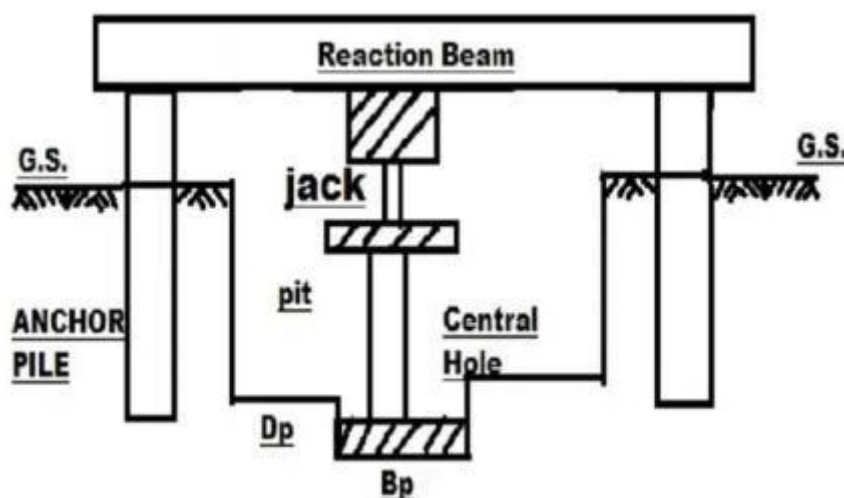 Reaction Beam
G.S.
G.S.
jack
pit
Central
Hole
ANCHOR
PILE
Dp
Bp